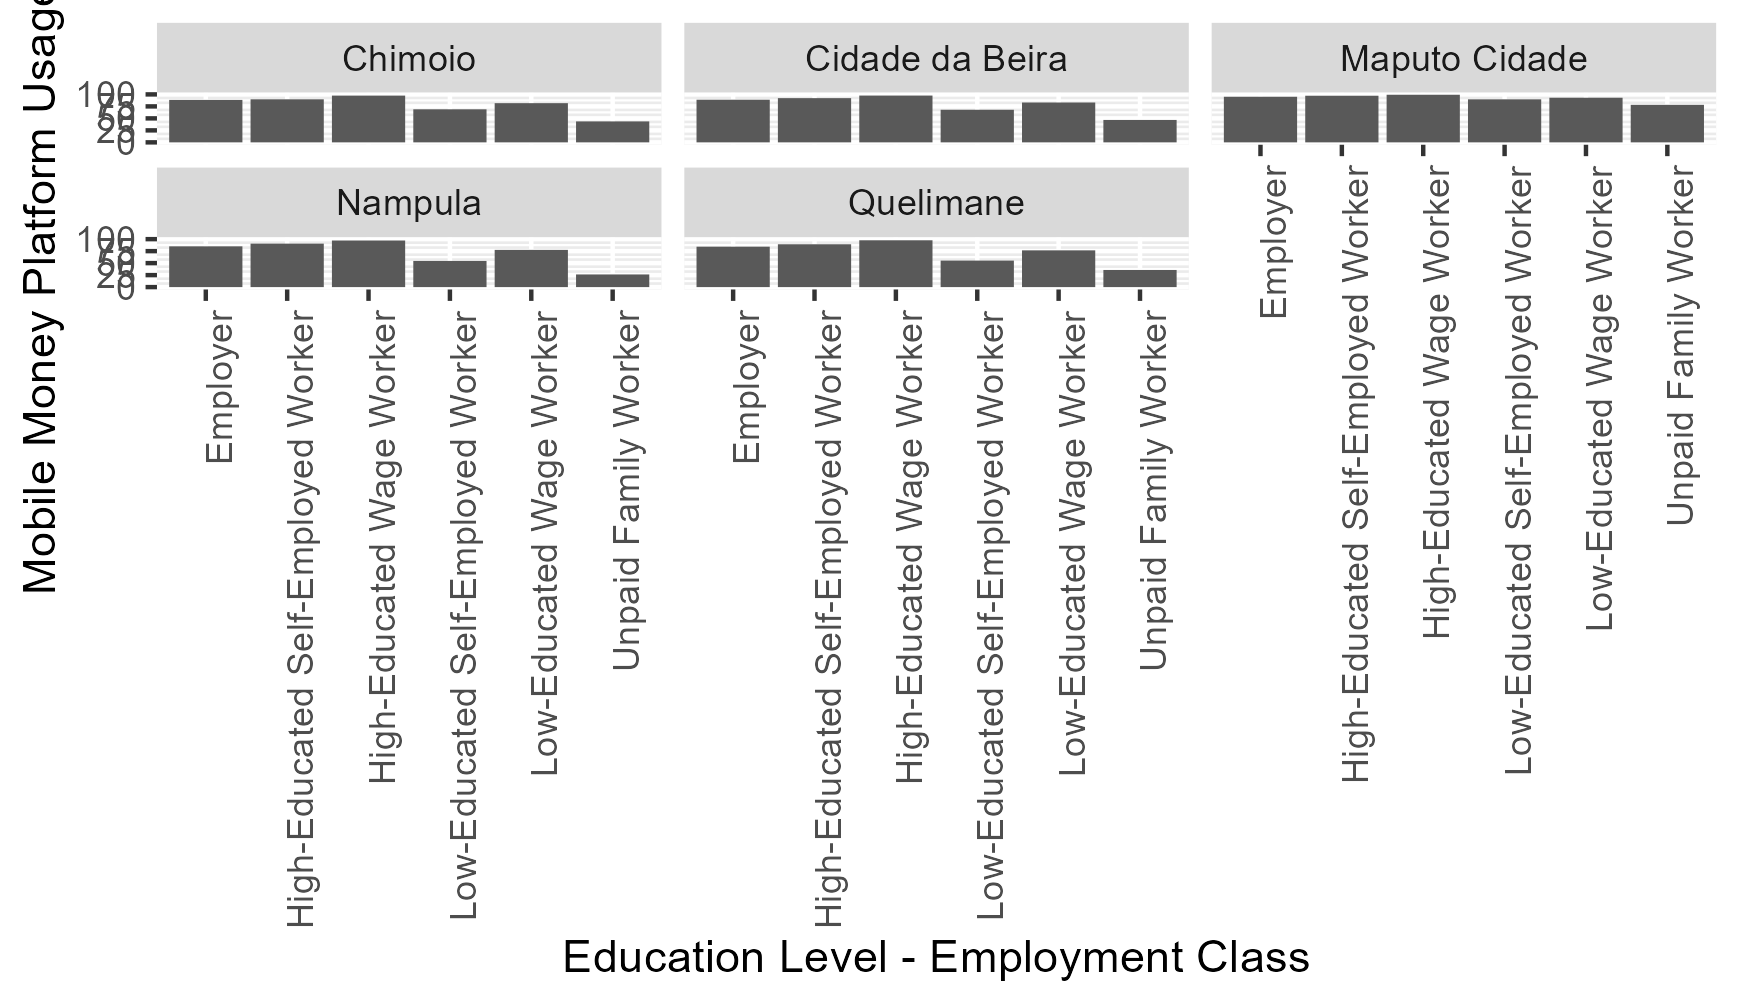 Mobile Money Platform Usage
Chimoio
Cidade da Beira
Maputo Cidade
100
75
50
25
0
Employer
High-Educated Self-Employed Worker
High-Educated Wage Worker
Low-Educated Self-Employed Worker
Low-Educated Wage Worker
Unpaid Family Worker
Nampula
Quelimane
100
75
50
25
0
Employer
High-Educated Self-Employed Worker
High-Educated Wage Worker
Low-Educated Self-Employed Worker
Low-Educated Wage Worker
Unpaid Family Worker
Employer
High-Educated Self-Employed Worker
High-Educated Wage Worker
Low-Educated Self-Employed Worker
Low-Educated Wage Worker
Unpaid Family Worker
Education Level - Employment Class